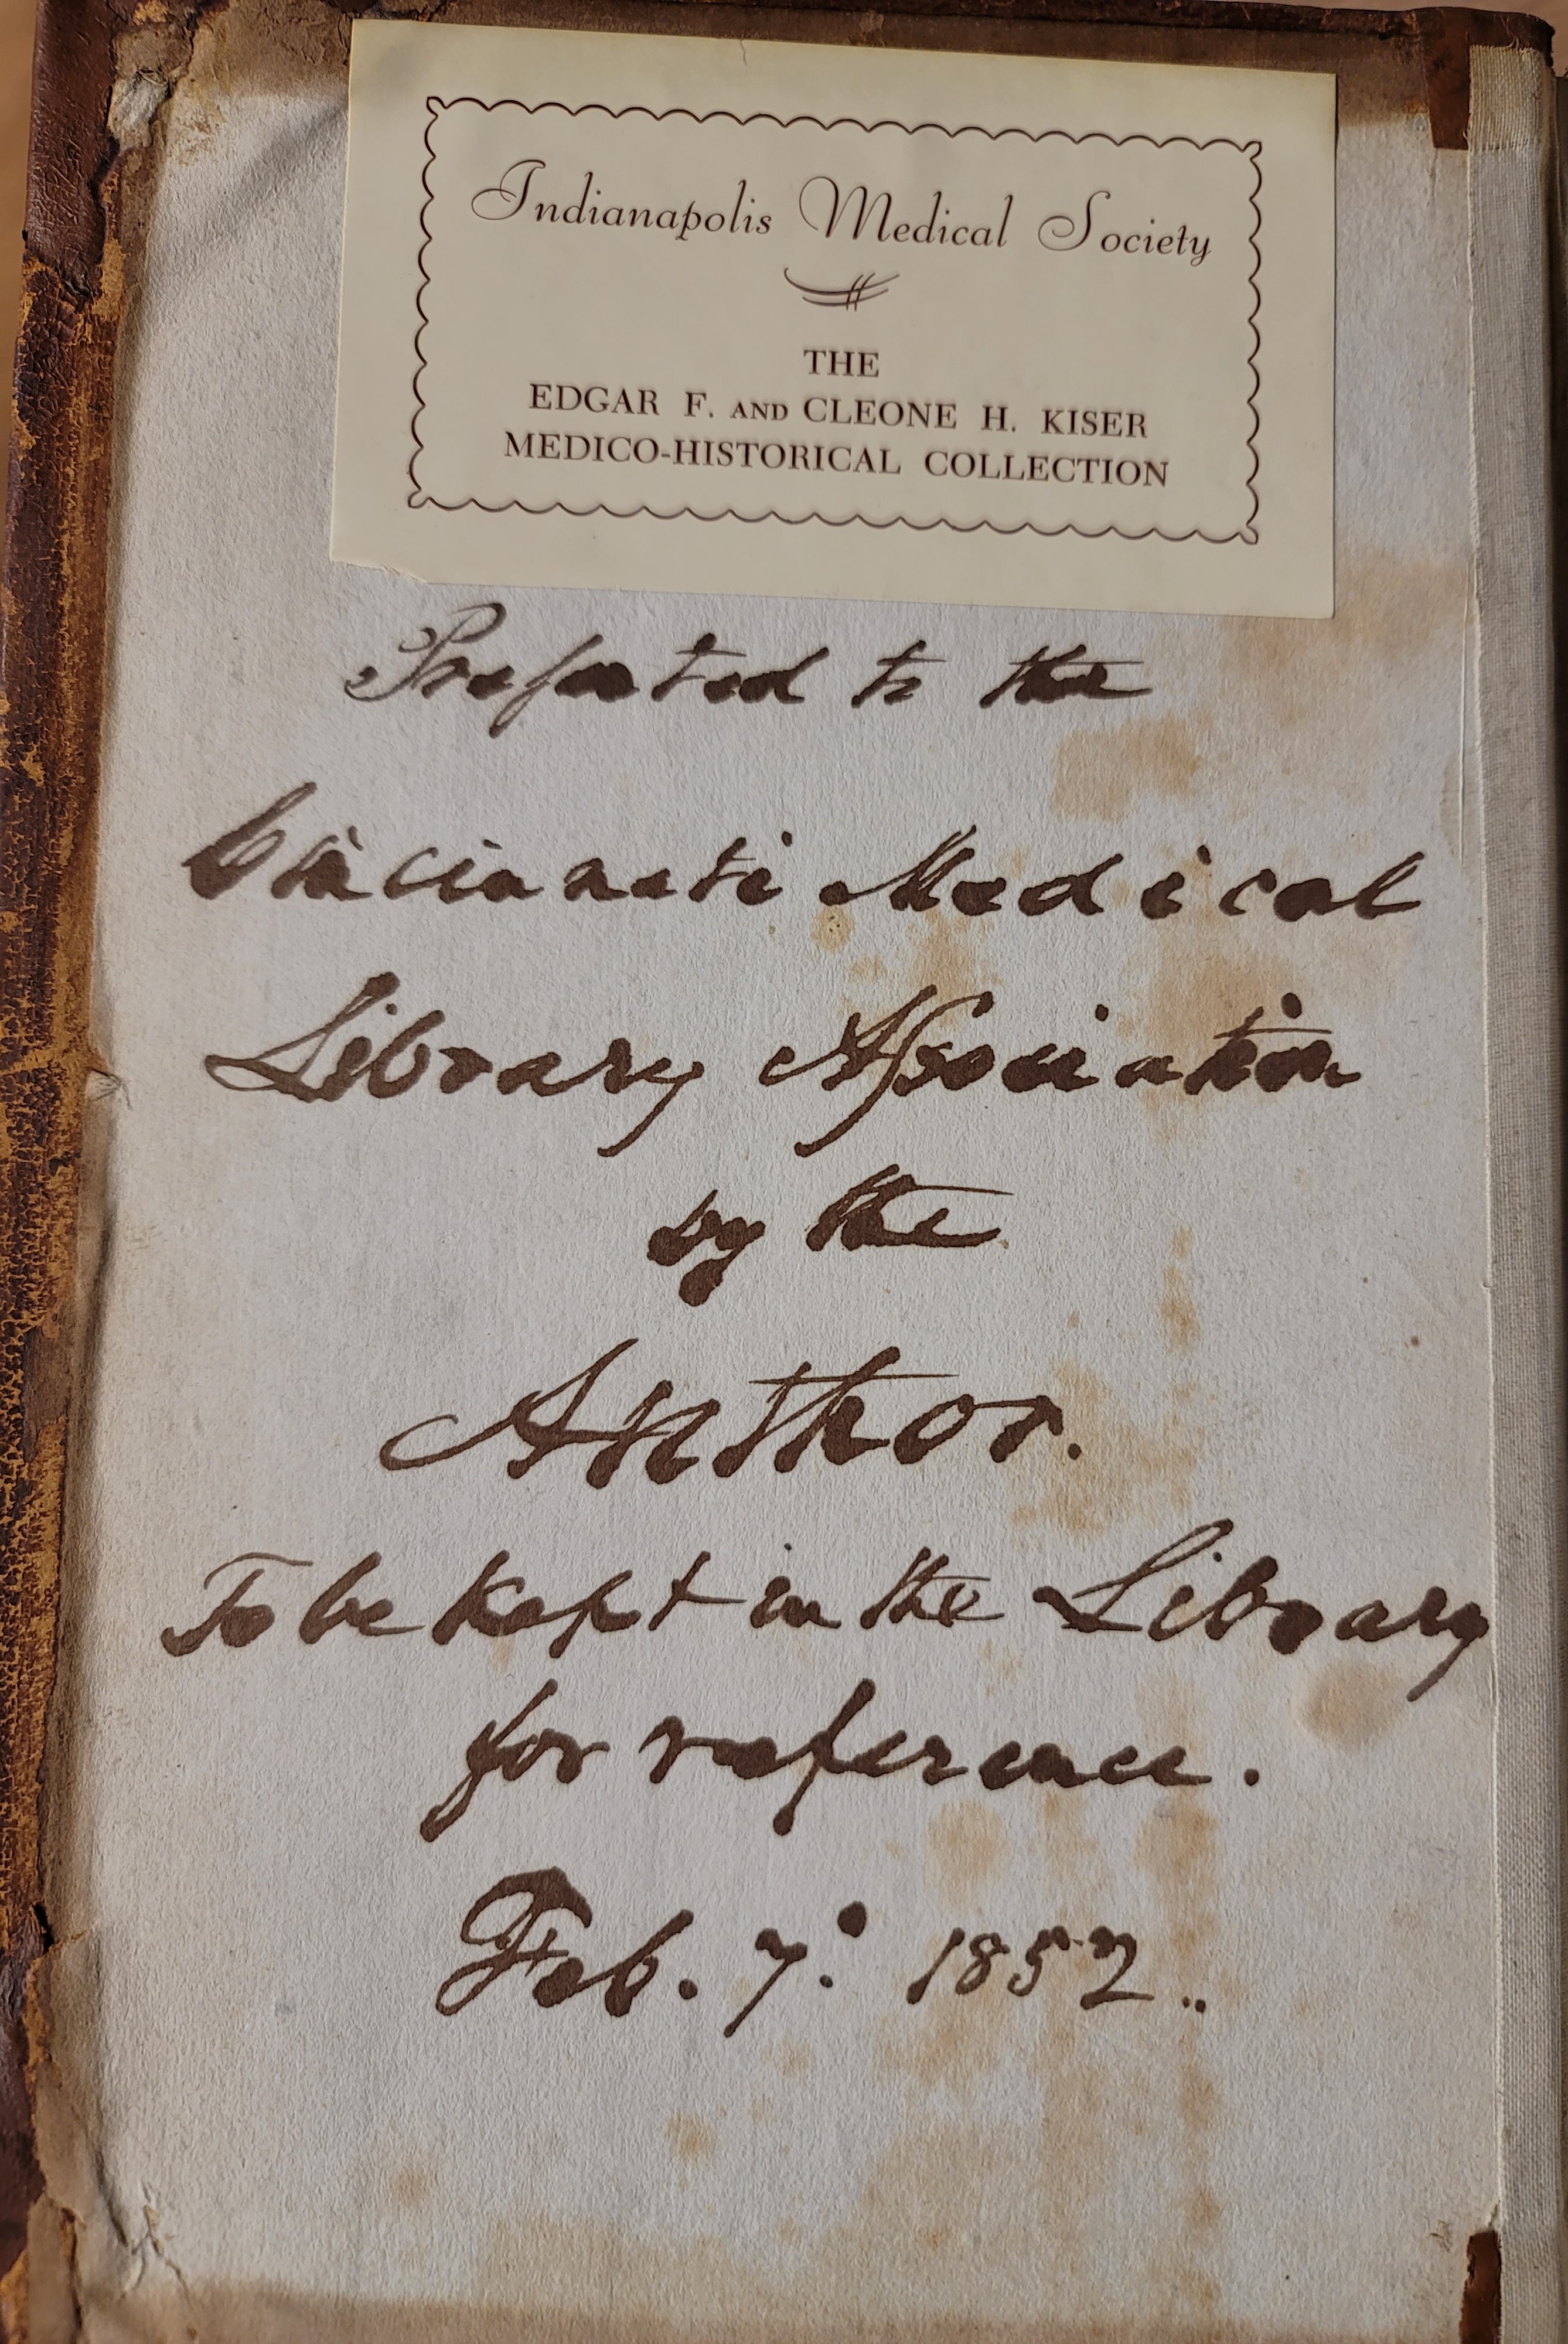 Indianapolis Medical Society
THE
EDGAR F. AND CLEONE H. KISER
MEDICO-HISTORICAL COLLECTION
Presented to the
Cincinnati Medical
Library Association
by the
Author.
To be kept in the Library
for reference.
Feb. 7. 1852.